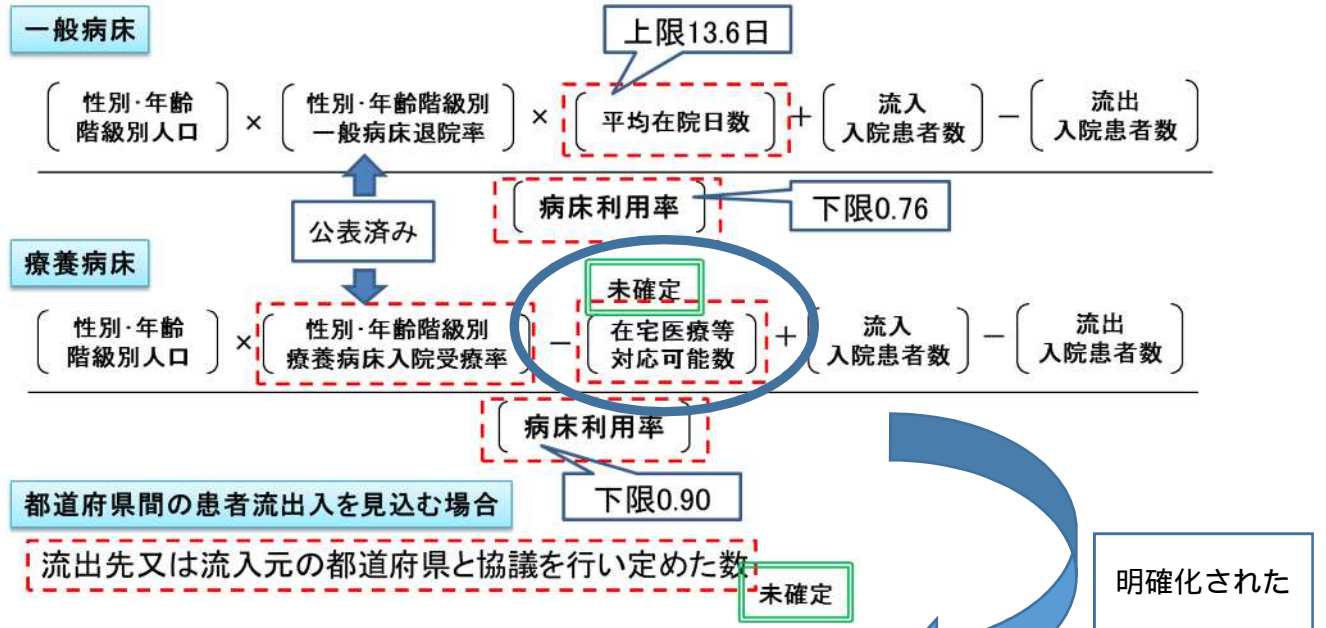 一般病床
上限13.6日
性別・年齢
階級別人口
×
性別・年齢階級別
一般病床退院率
×
平均在院日数
+
流入
入院患者数
－
流出
入院患者数
病床利用率
下限0.76
公表済み
療養病床
未確定
性別・年齢
階級別人口
×
性別・年齢階級別
療養病床入院受療率
－
在宅医療等
対応可能数
+
流入
入院患者数
－
流出
入院患者数
病床利用率
下限0.90
都道府県間の患者流出入を見込む場合
流出先又は流入元の都道府県と協議を行い定めた数
未確定
明確化された